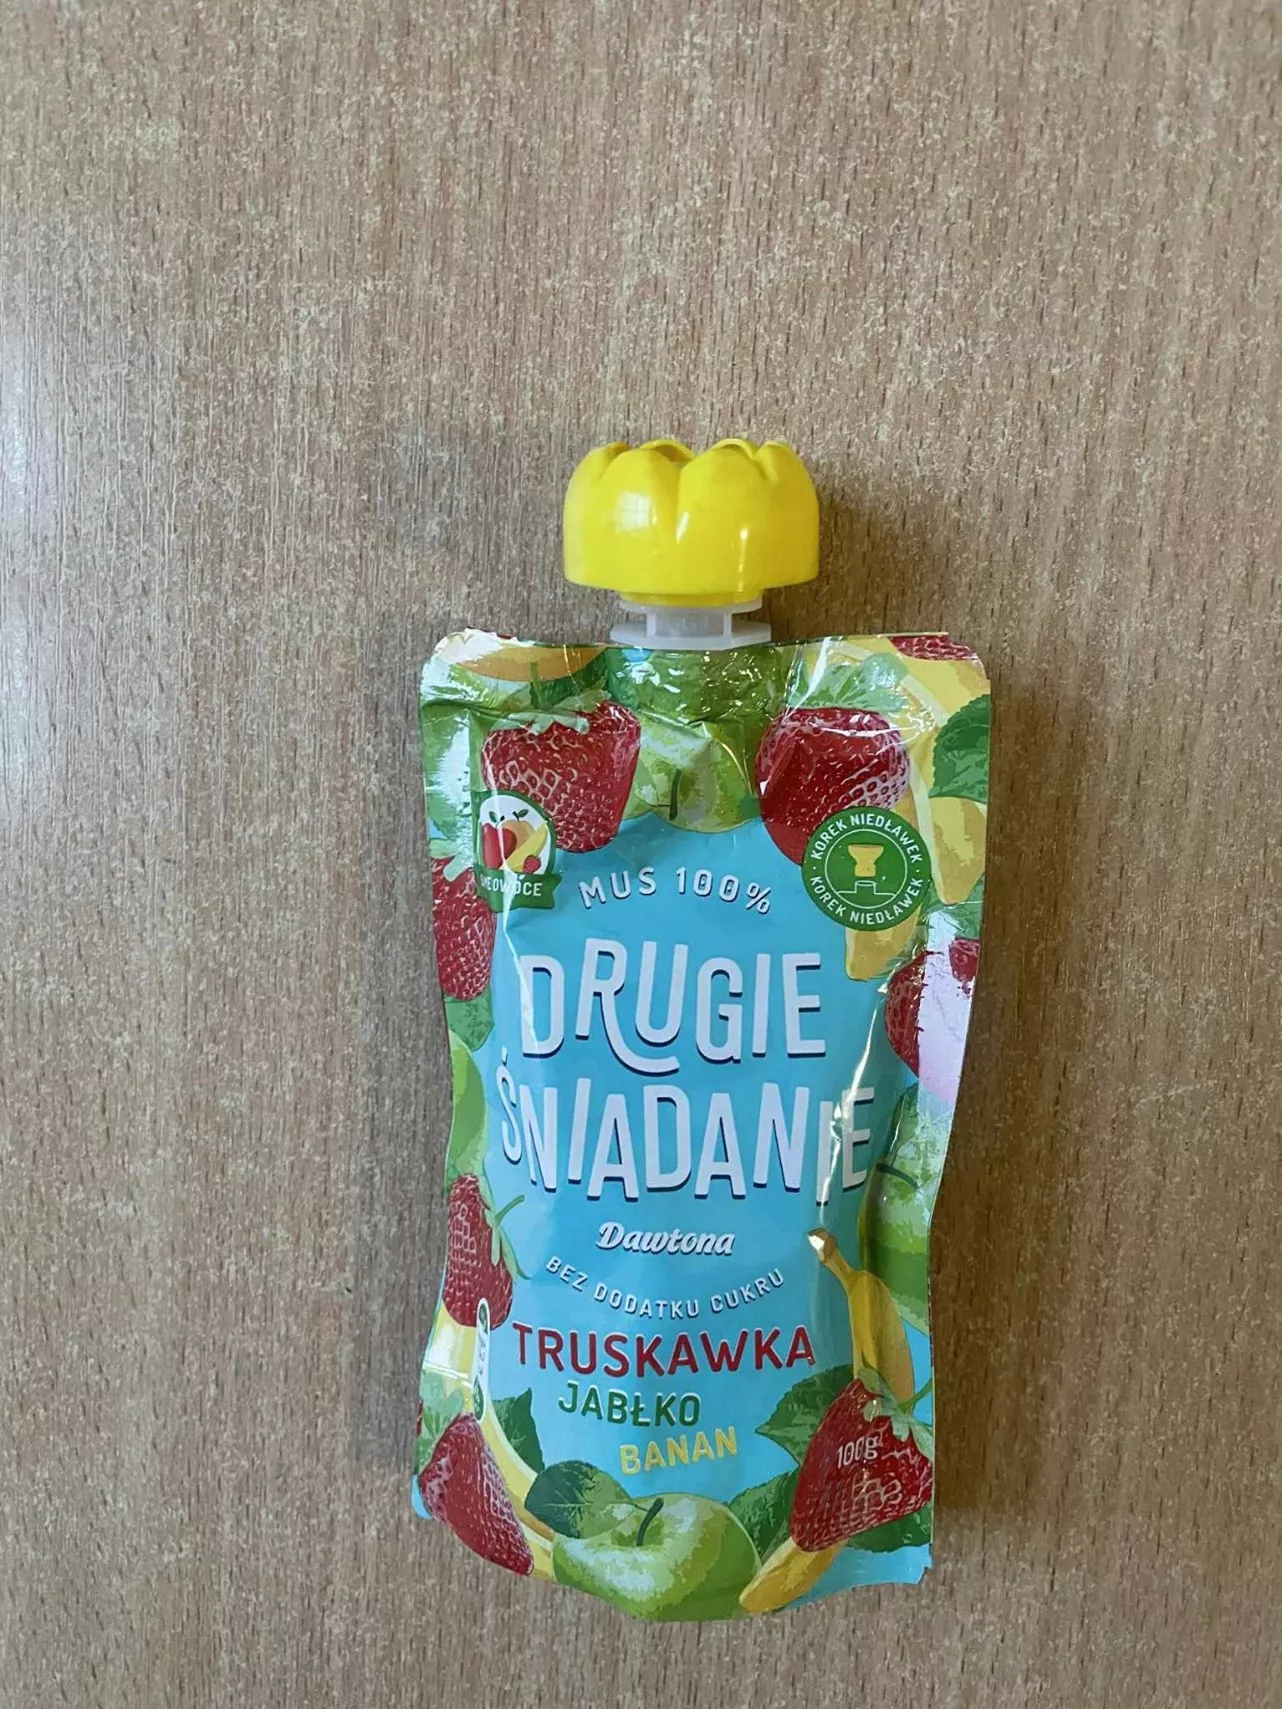 KOREK NIEDŁAWEK
KOREK NIEDŁAWEK
MUS 100%
DRUGIE
ŚNIADANIE
Dawtona
BEZ DODATKU CUKRU
TRUSKAWKA
JABŁKO
BANAN
100g